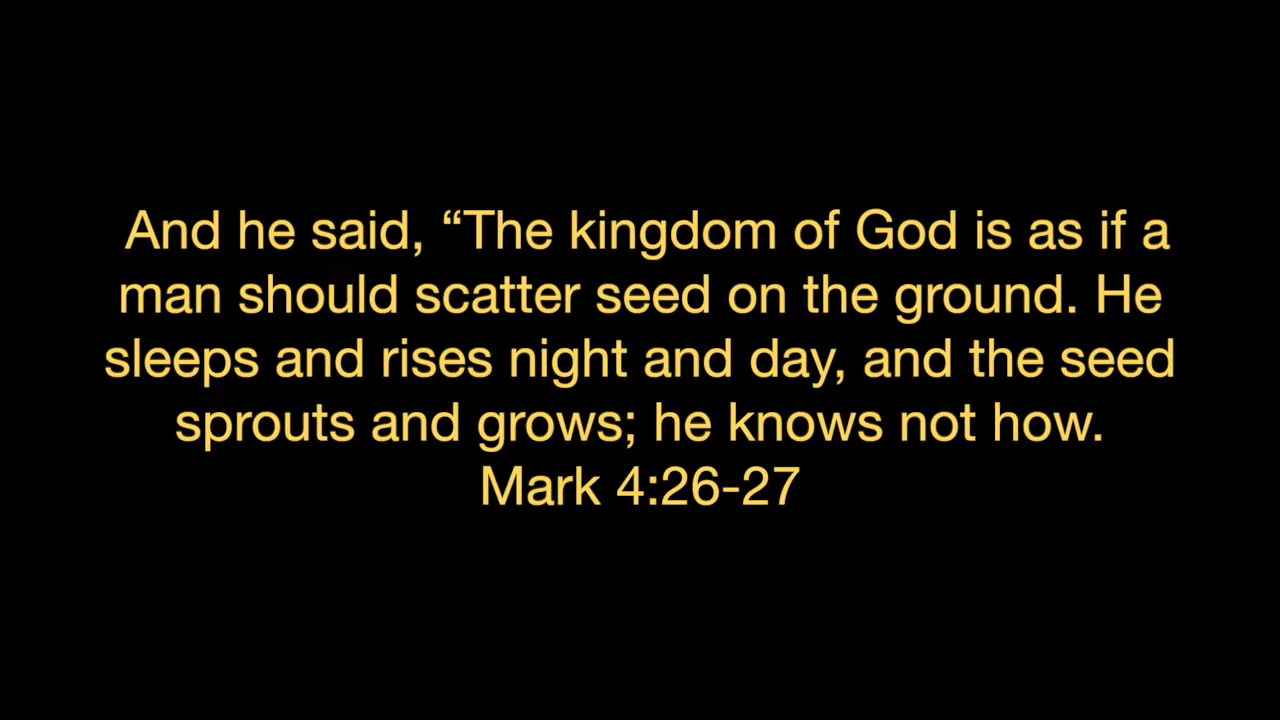 And he said, “The kingdom of God is as if a
man should scatter seed on the ground. He
sleeps and rises night and day, and the seed
sprouts and grows; he knows not how.
Mark 4:26-27